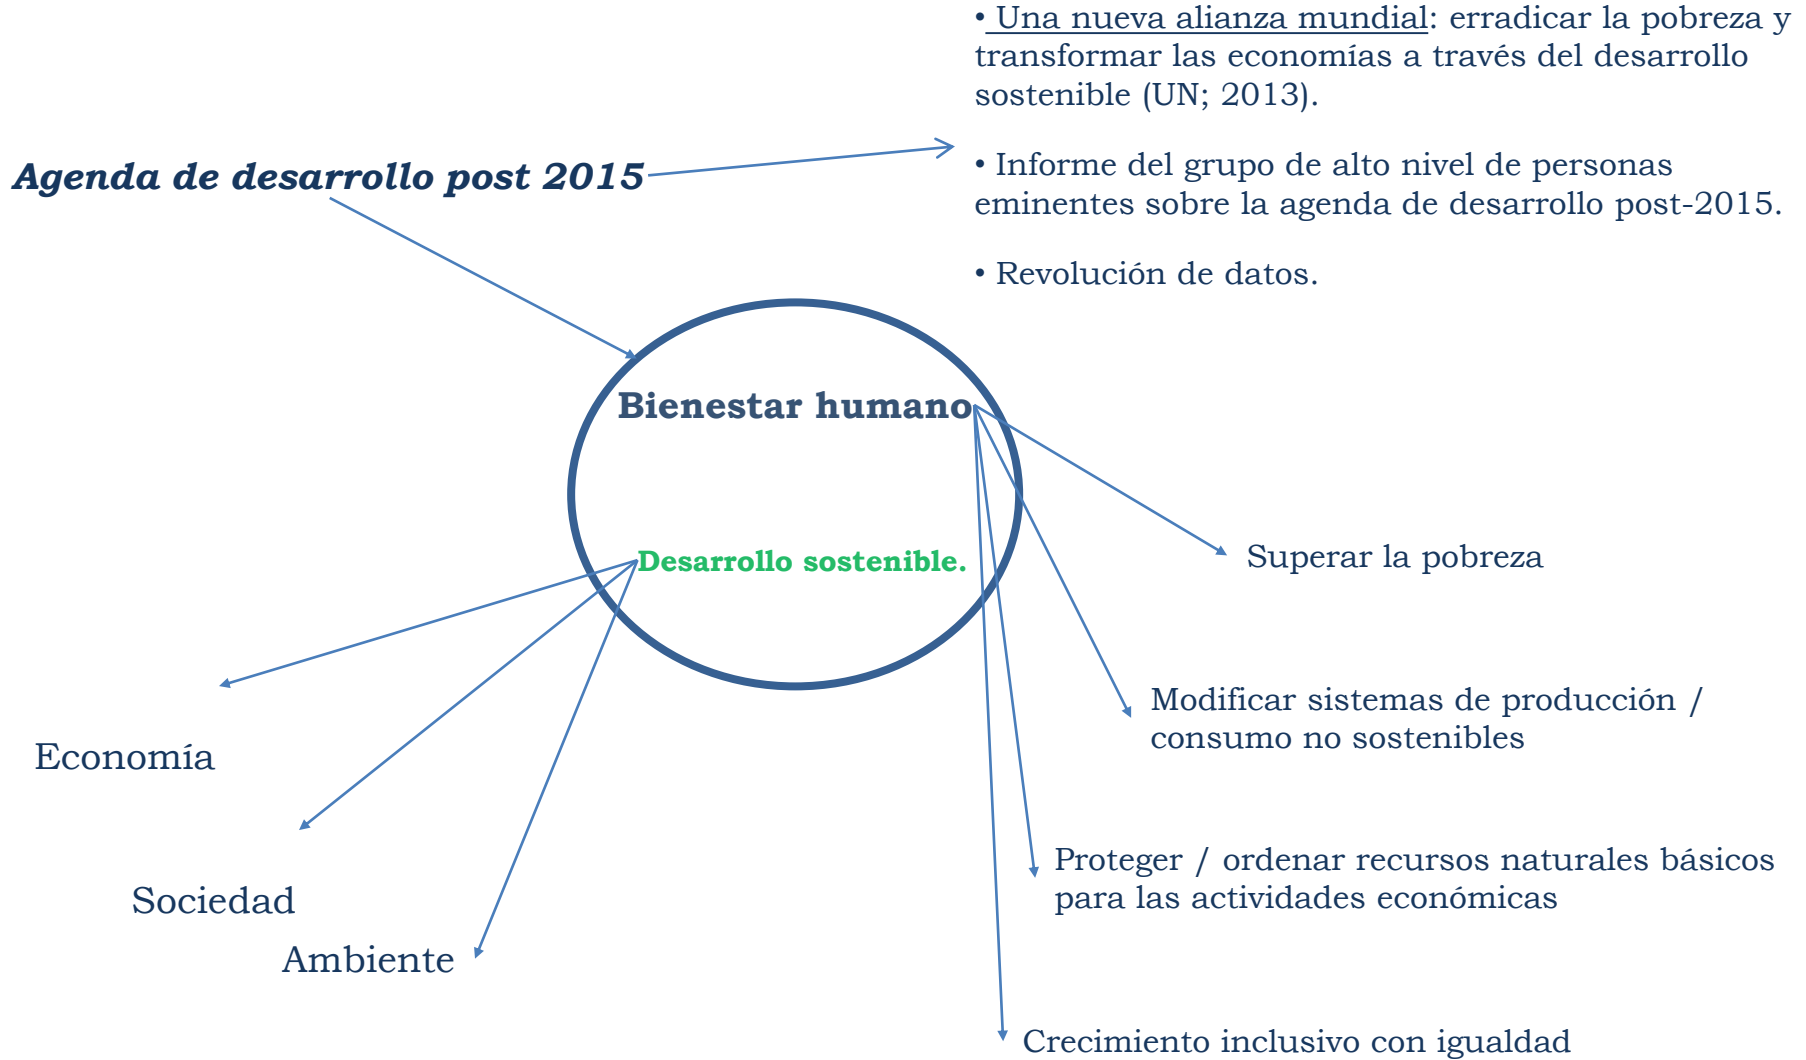 • Una nueva alianza mundial: erradicar la pobreza y
transformar las economías a través del desarrollo
sostenible (UN; 2013).
Agenda de desarrollo post 2015
• Informe del grupo de alto nivel de personas
eminentes sobre la agenda de desarrollo post-2015.
• Revolución de datos.
Bienestar humano
Desarrollo sostenible.
Superar la pobreza
Modificar sistemas de producción /
consumo no sostenibles
Economía
Proteger / ordenar recursos naturales básicos
para las actividades económicas
Sociedad
Ambiente
Crecimiento inclusivo con igualdad